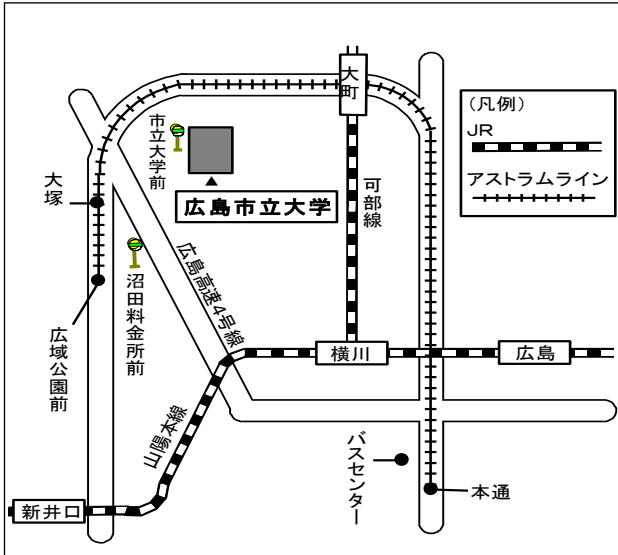 大町
(凡例)
JR
アストラムライン
市立大学前
広島市立大学
大塚
可部線
広島高速4号線
沼田料金所前
広域公園前
横川
広島
山陽本線
バスセンター
本通
新井口